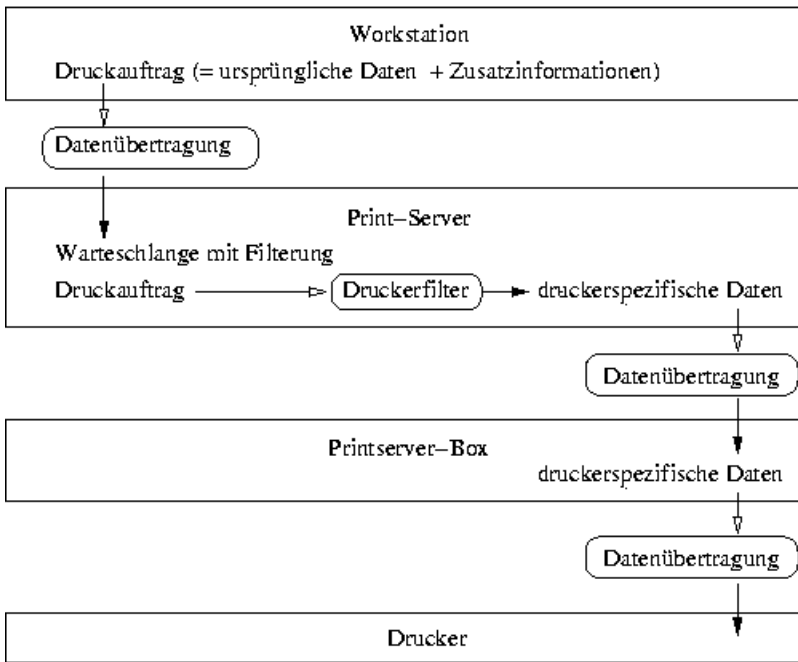 Workstation
Druckauftrag (= ursprüngliche Daten + Zusatzinformationen)
Datenübertragung
Print–Server
Warteschlange mit Filterung
Druckauftrag Druckerfilter druckerspezifische Daten
Datenübertragung
Printserver–Box
druckerspezifische Daten
Datenübertragung
Drucker